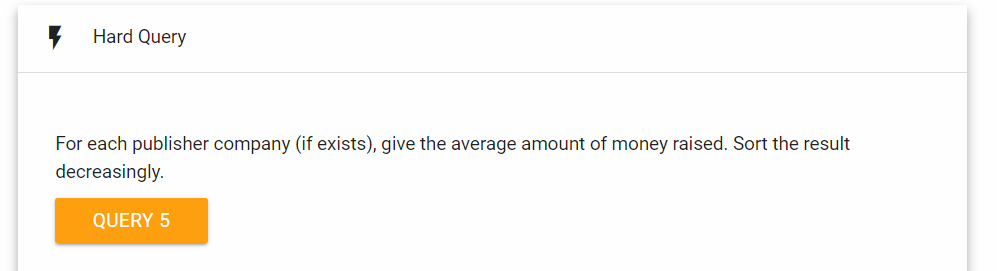 Hard Query
For each publisher company (if exists), give the average amount of money raised. Sort the result
decreasingly.
QUERY 5